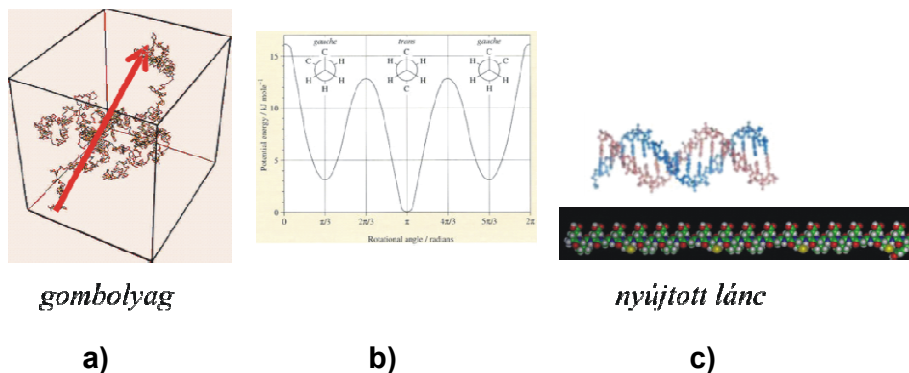 gauche trans gauche
C C C
C H H H H C
H H H H H H
H C H
Potential energy / kJ mole⁻¹
15
10
5
0
0 π/3 2π/3 π 4π/3 5π/3 2π
Rotational angle / radians
gombolyag
nyújtott lánc
a) b) c)